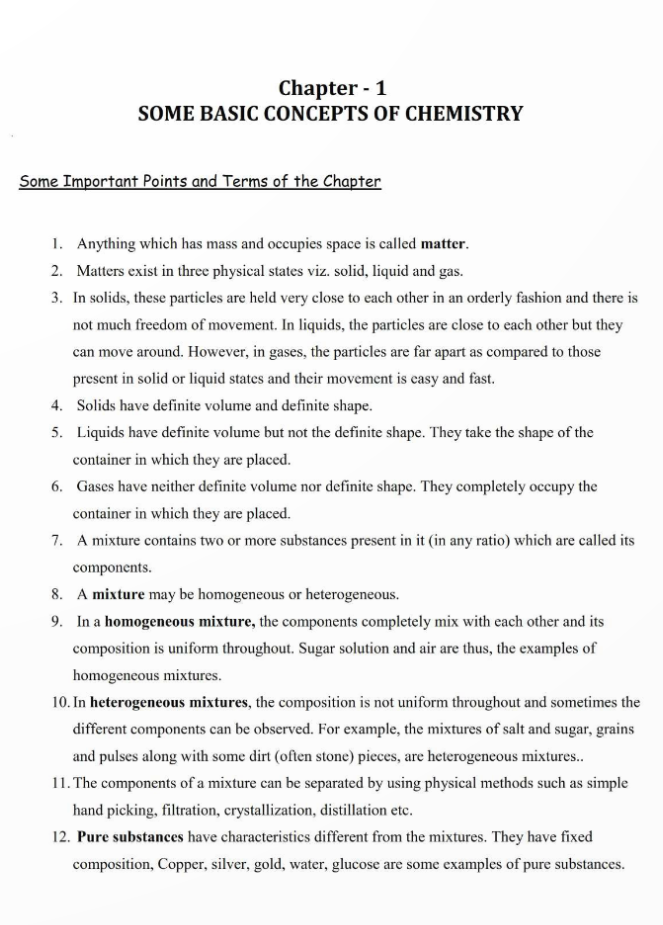 Chapter - 1
SOME BASIC CONCEPTS OF CHEMISTRY
Some Important Points and Terms of the Chapter
1. Anything which has mass and occupies space is called matter.
2. Matters exist in three physical states viz. solid, liquid and gas.
3. In solids, these particles are held very close to each other in an orderly fashion and there is
not much freedom of movement. In liquids, the particles are close to each other but they
can move around. However, in gases, the particles are far apart as compared to those
present in solid or liquid states and their movement is easy and fast.
4. Solids have definite volume and definite shape.
5. Liquids have definite volume but not the definite shape. They take the shape of the
container in which they are placed.
6. Gases have neither definite volume nor definite shape. They completely occupy the
container in which they are placed.
7. A mixture contains two or more substances present in it (in any ratio) which are called its
components.
8. A mixture may be homogeneous or heterogeneous.
9. In a homogeneous mixture, the components completely mix with each other and its
composition is uniform throughout. Sugar solution and air are thus, the examples of
homogeneous mixtures.
10. In heterogeneous mixtures, the composition is not uniform throughout and sometimes the
different components can be observed. For example, the mixtures of salt and sugar, grains
and pulses along with some dirt (often stone) pieces, are heterogeneous mixtures..
11. The components of a mixture can be separated by using physical methods such as simple
hand picking, filtration, crystallization, distillation etc.
12. Pure substances have characteristics different from the mixtures. They have fixed
composition, Copper, silver, gold, water, glucose are some examples of pure substances.